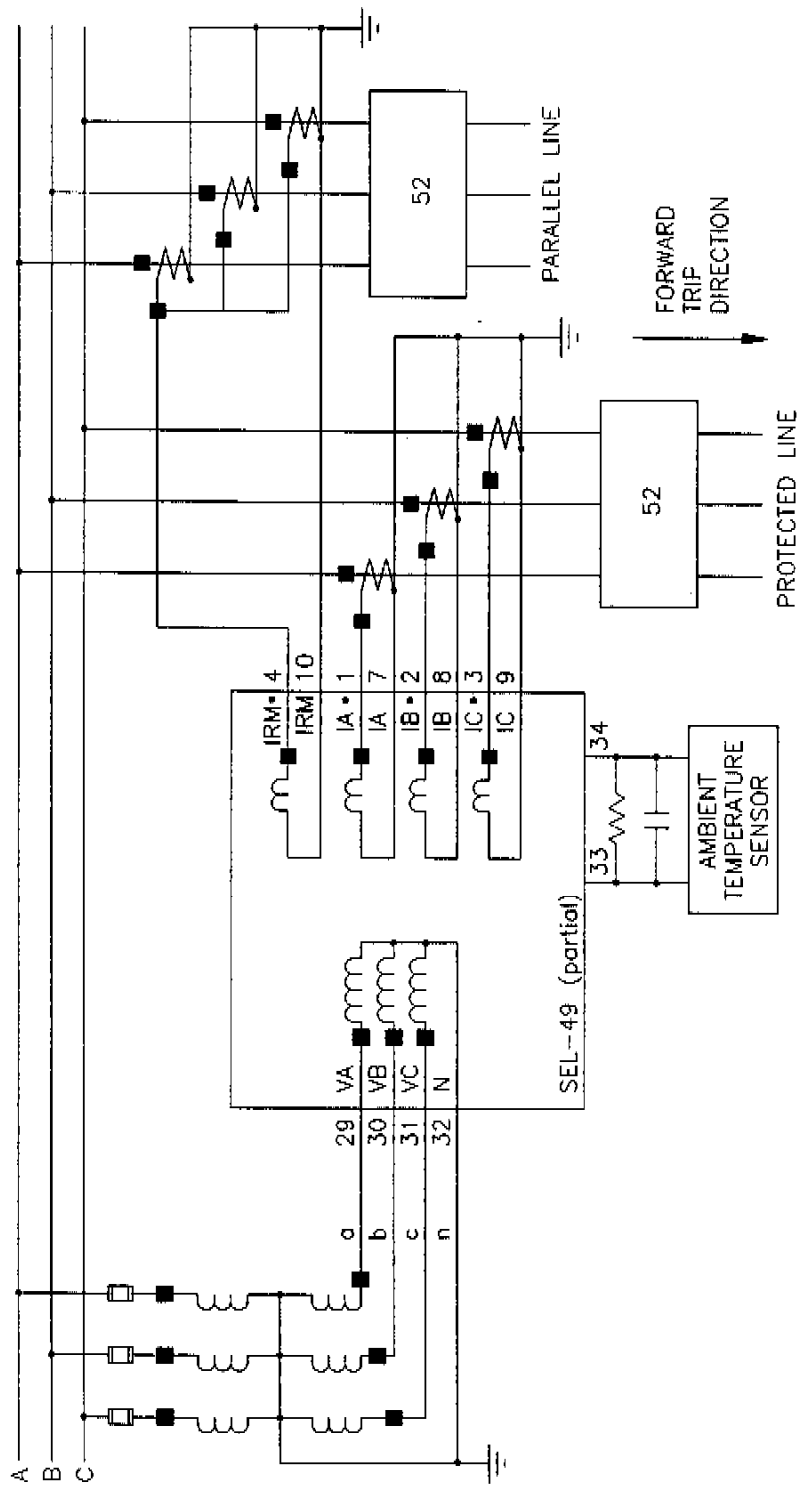 A
B
C
a
b
c
n
29
30
31
32
VA
VB
VC
N
IRM• 4
IRM 10
IA • 1
IA 7
IB • 2
IB 8
IC • 3
IC 9
SEL-49 (partial)
33
34
AMBIENT
TEMPERATURE
SENSOR
52
PROTECTED LINE
52
PARALLEL LINE
FORWARD
TRIP
DIRECTION